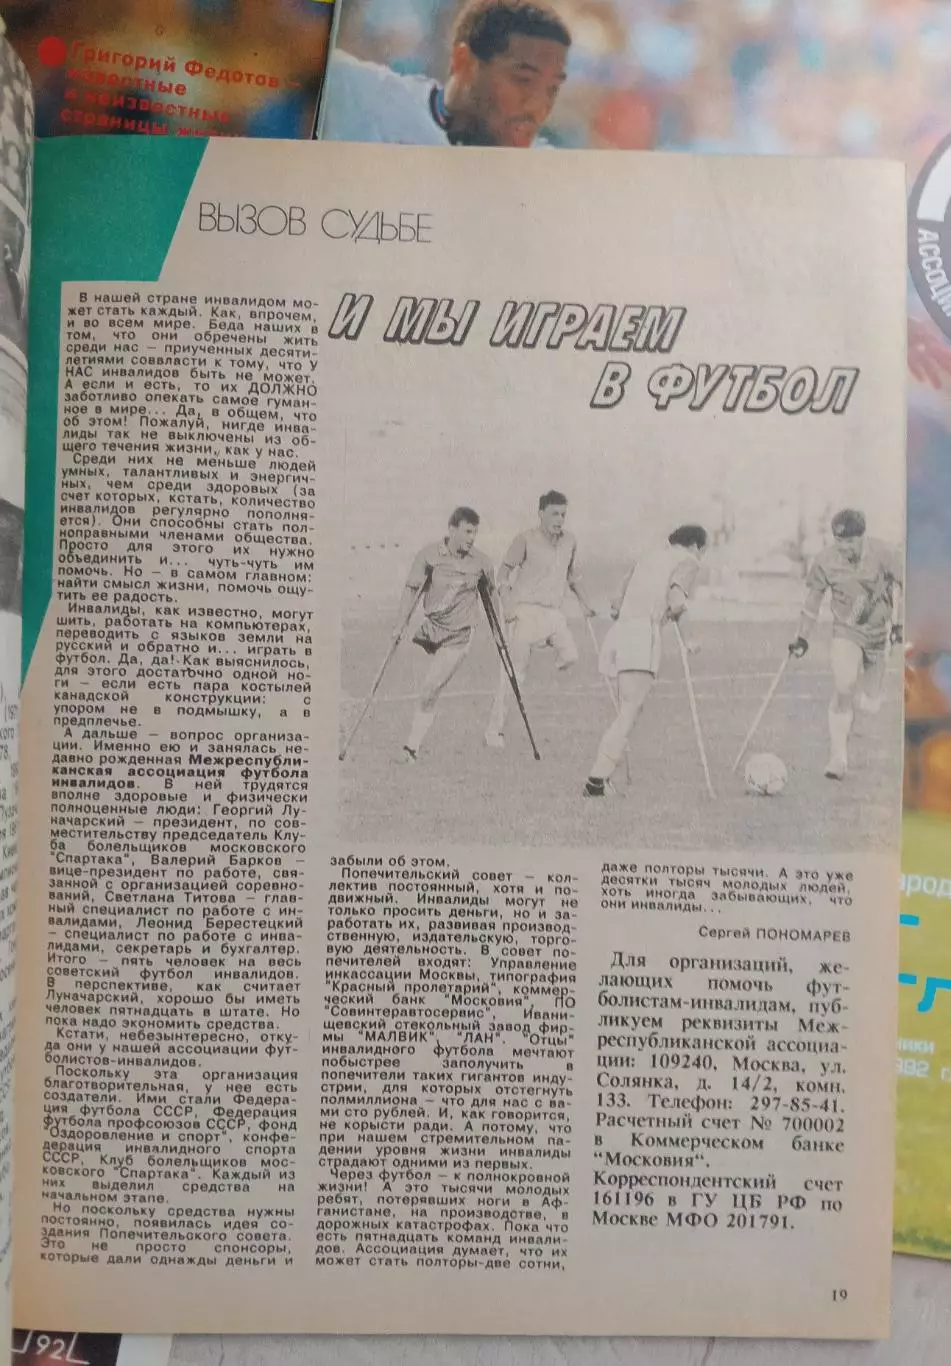 Григорий Федотов –
известные
и неизвестные
страницы
ВЫЗОВ СУДЬБЕ
И МЫ ИГРАЕМ
В ФУТБОЛ
В нашей стране инвалидом мо-
жет стать каждый. Как, впрочем,
и во всем мире. Беда наших в
том, что они обречены жить
среди нас – приученных десяти-
летиями соввласти к тому, что У
НАС инвалидов быть не может.
А если и есть, то их ДОЛЖНО
заботливо опекать самое гуман-
ное в мире... Да, в общем, что
об этом! Пожалуй, нигде инва-
лиды так не выключены из об-
щего течения жизни, как у нас.
Среди них не меньше людей
умных, талантливых и энергич-
ных, чем среди здоровых (за
счет которых, кстати, количество
инвалидов регулярно пополня-
ется). Они способны стать пол-
ноправными членами общества.
Просто для этого их нужно
объединить и... чуть-чуть им
помочь. Но – в самом главном:
найти смысл жизни, помочь ощу-
тить ее радость.
Инвалиды, как известно, могут
шить, работать на компьютерах,
переводить с языков земли на
русский и обратно и... играть в
футбол. Да, да! Как выяснилось,
для этого достаточно одной но-
ги – если есть пара костылей
канадской конструкции: с
упором не в подмышку, а в
предплечье.
А дальше – вопрос организа-
ции. Именно ею и занялась не-
давно рожденная Межреспубли-
канская ассоциация футбола
инвалидов. В ней трудятся
вполне здоровые и физически
полноценные люди: Георгий Лу-
начарский – президент, по сов-
местительству председатель Клу-
ба болельщиков московского
"Спартака", Валерий Барков –
вице-президент по работе, свя-
занной с организацией соревно-
ваний, Светлана Титова – глав-
ный специалист по работе с ин-
валидами, Леонид Берестецкий
– специалист по работе с инва-
лидами, секретарь и бухгалтер.
Итого – пять человек на весь
советский футбол инвалидов.
В перспективе, как считает
Луначарский, хорошо бы иметь
человек пятнадцать в штате. Но
пока надо экономить средства.
Кстати, небезынтересно, отку-
да они у нашей ассоциации фут-
болистов-инвалидов.
Поскольку эта организация
благотворительная, у нее есть
создатели. Ими стали Федера-
ция футбола СССР, Федерация
футбола профсоюзов СССР, фонд
"Оздоровление и спорт", конфе-
дерация инвалидного спорта
СССР, Клуб болельщиков мос-
ковского "Спартака". Каждый из
них выделил средства на
начальном этапе.
Но поскольку средства нужны
постоянно, появилась идея со-
здания Попечительского совета.
Это не просто спонсоры,
которые дали однажды деньги и
забыли об этом.
Попечительский совет – кол-
лектив постоянный, хотя и по-
движный. Инвалиды могут не
только просить деньги, но и за-
работать их, развивая производ-
ственную, издательскую, торго-
вую деятельность. В совет по-
печителей входят: Управление
инкассации Москвы, типография
"Красный пролетарий", коммер-
ческий банк "Московия", ПО
"Совинтеравтосервис", Ивани-
щевский стекольный завод фир-
мы "МАЛВИК", "ЛАН". "Отцы"
инвалидного футбола мечтают
побыстрее заполучить в
попечители таких гигантов инду-
стрии, для которых отстегнуть
полмиллиона – что для нас с ва-
ми сто рублей. И, как говорится,
не корысти ради. А потому, что
при нашем стремительном па-
дении уровня жизни инвалиды
страдают одними из первых.
Через футбол – к полнокровной
жизни! А это тысячи молодых
ребят, потерявших ноги в Аф-
ганистане, на производстве, в
дорожных катастрофах. Пока что
есть пятнадцать команд инвали-
дов. Ассоциация думает, что их
может стать полторы-две сотни,
даже полторы тысячи. А это уже
десятки тысяч молодых людей,
хоть иногда забывающих, что
они инвалиды...
Сергей ПОНОМАРЕВ
Для организаций, же-
лающих помочь фут-
болистам-инвалидам, пуб-
ликуем реквизиты Меж-
республиканской ассоциа-
ции: 109240, Москва, ул.
Солянка, д. 14/2, комн.
133. Телефон: 297-85-41.
Расчетный счет № 700002
в Коммерческом банке
"Московия".
Корреспондентский счет
161196 в ГУ ЦБ РФ по
Москве МФО 201791.
19
92